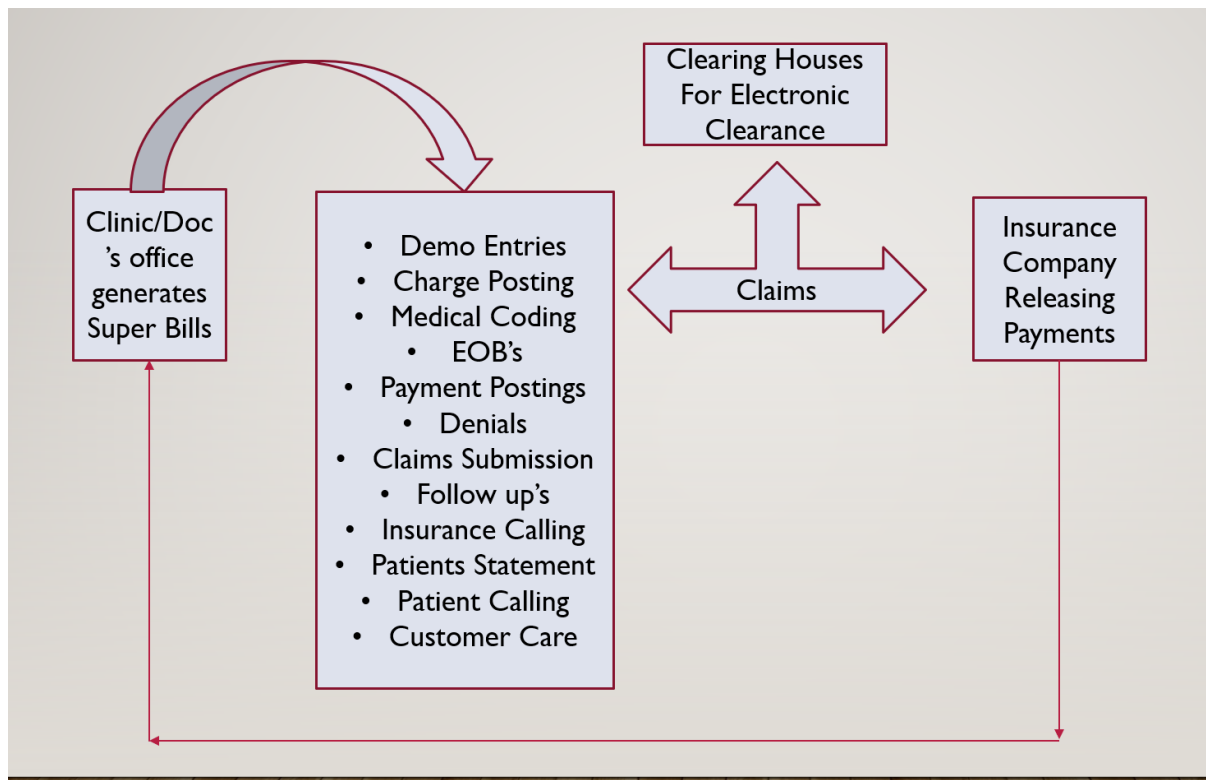 Clearing Houses
For Electronic
Clearance
Clinic/Doc
's office
generates
Super Bills
• Demo Entries
• Charge Posting
• Medical Coding
• EOB's
• Payment Postings
• Denials
• Claims Submission
• Follow up's
• Insurance Calling
• Patients Statement
• Patient Calling
• Customer Care
Claims
Insurance
Company
Releasing
Payments